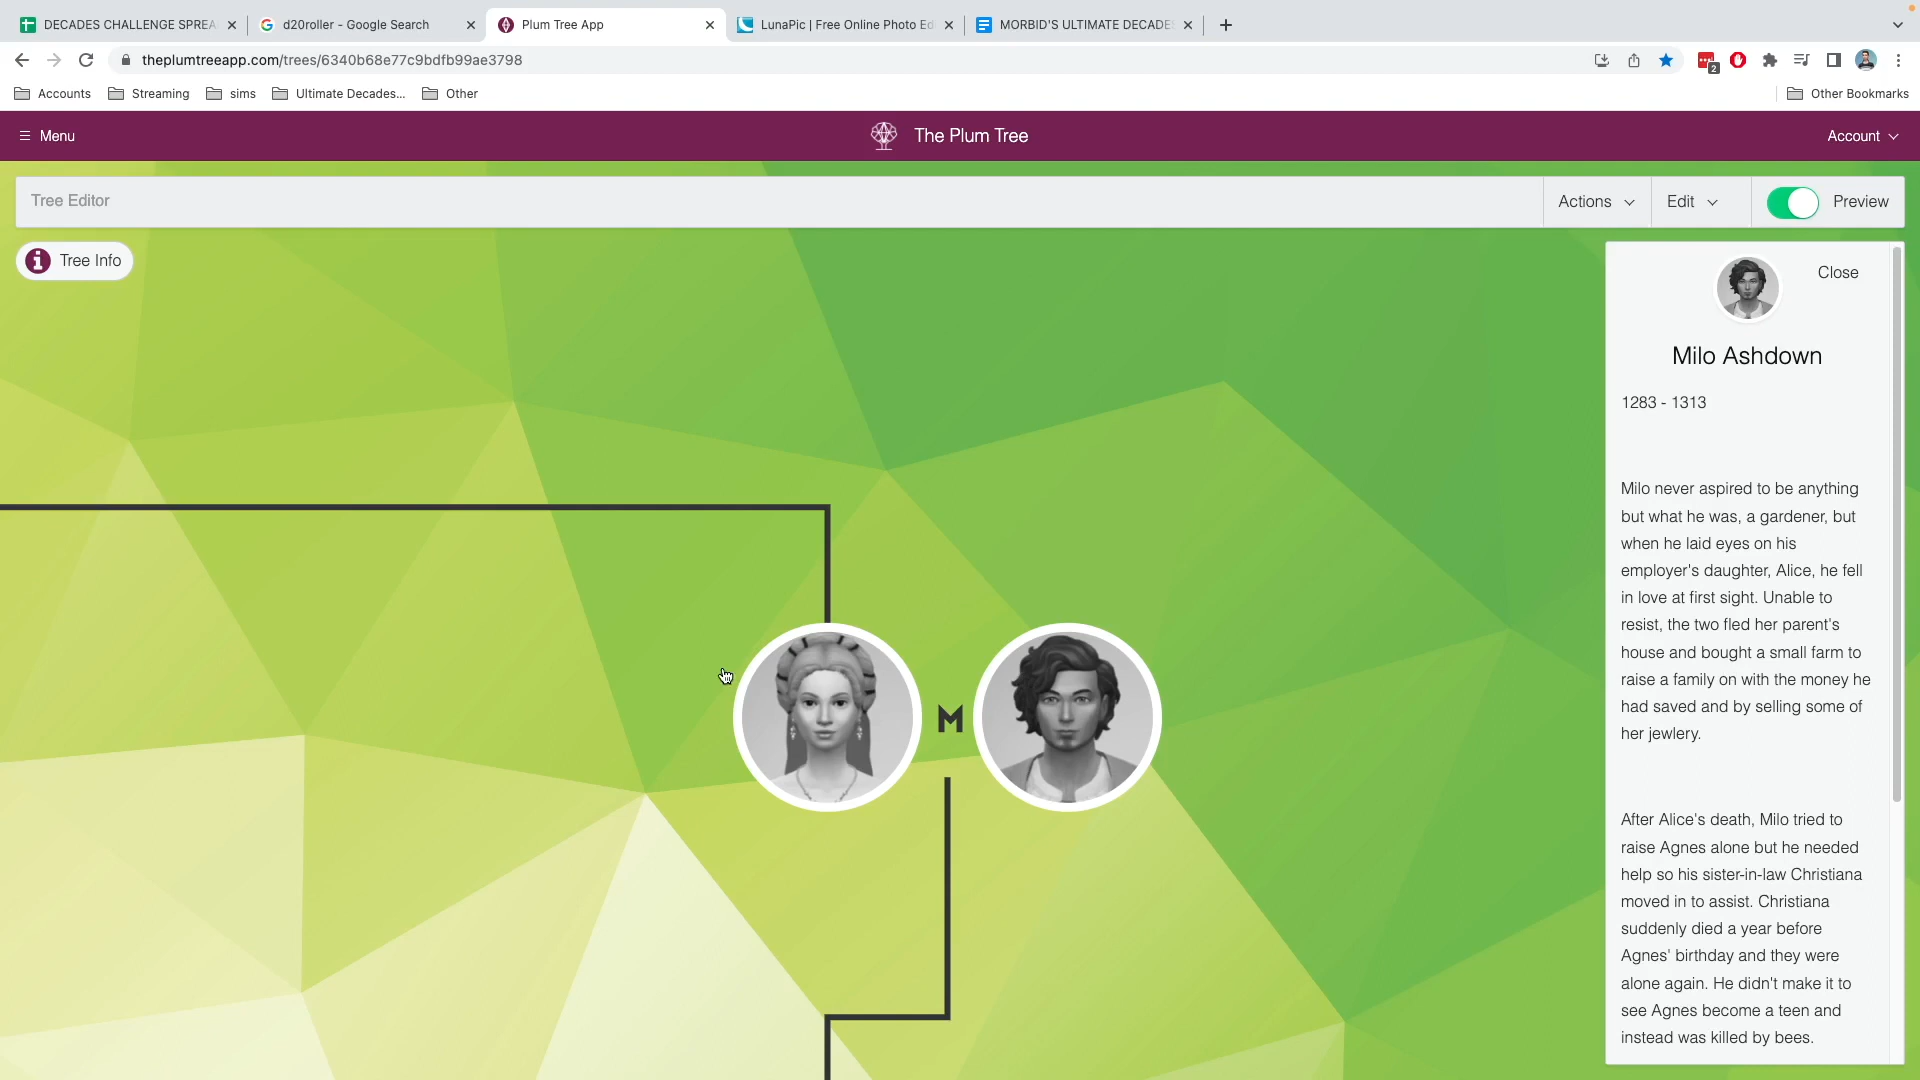 DECADES CHALLENGE SPREA
d20roller - Google Search
Plum Tree App
LunaPic | Free Online Photo Ed
MORBID'S ULTIMATE DECADES
theplumtreeapp.com/trees/6340b68e77c9bdfb99ae3798
2
Accounts
Streaming
sims
Ultimate Decades...
Other
Other Bookmarks
Menu
The Plum Tree
Account
Tree Editor
Actions
Edit
Preview
Tree Info
Close
Milo Ashdown
1283 - 1313
Milo never aspired to be anything
but what he was, a gardener, but
when he laid eyes on his
employer's daughter, Alice, he fell
in love at first sight. Unable to
resist, the two fled her parent's
house and bought a small farm to
raise a family on with the money he
had saved and by selling some of
her jewlery.
After Alice's death, Milo tried to
raise Agnes alone but he needed
help so his sister-in-law Christiana
moved in to assist. Christiana
suddenly died a year before
Agnes' birthday and they were
alone again. He didn't make it to
see Agnes become a teen and
instead was killed by bees.
M